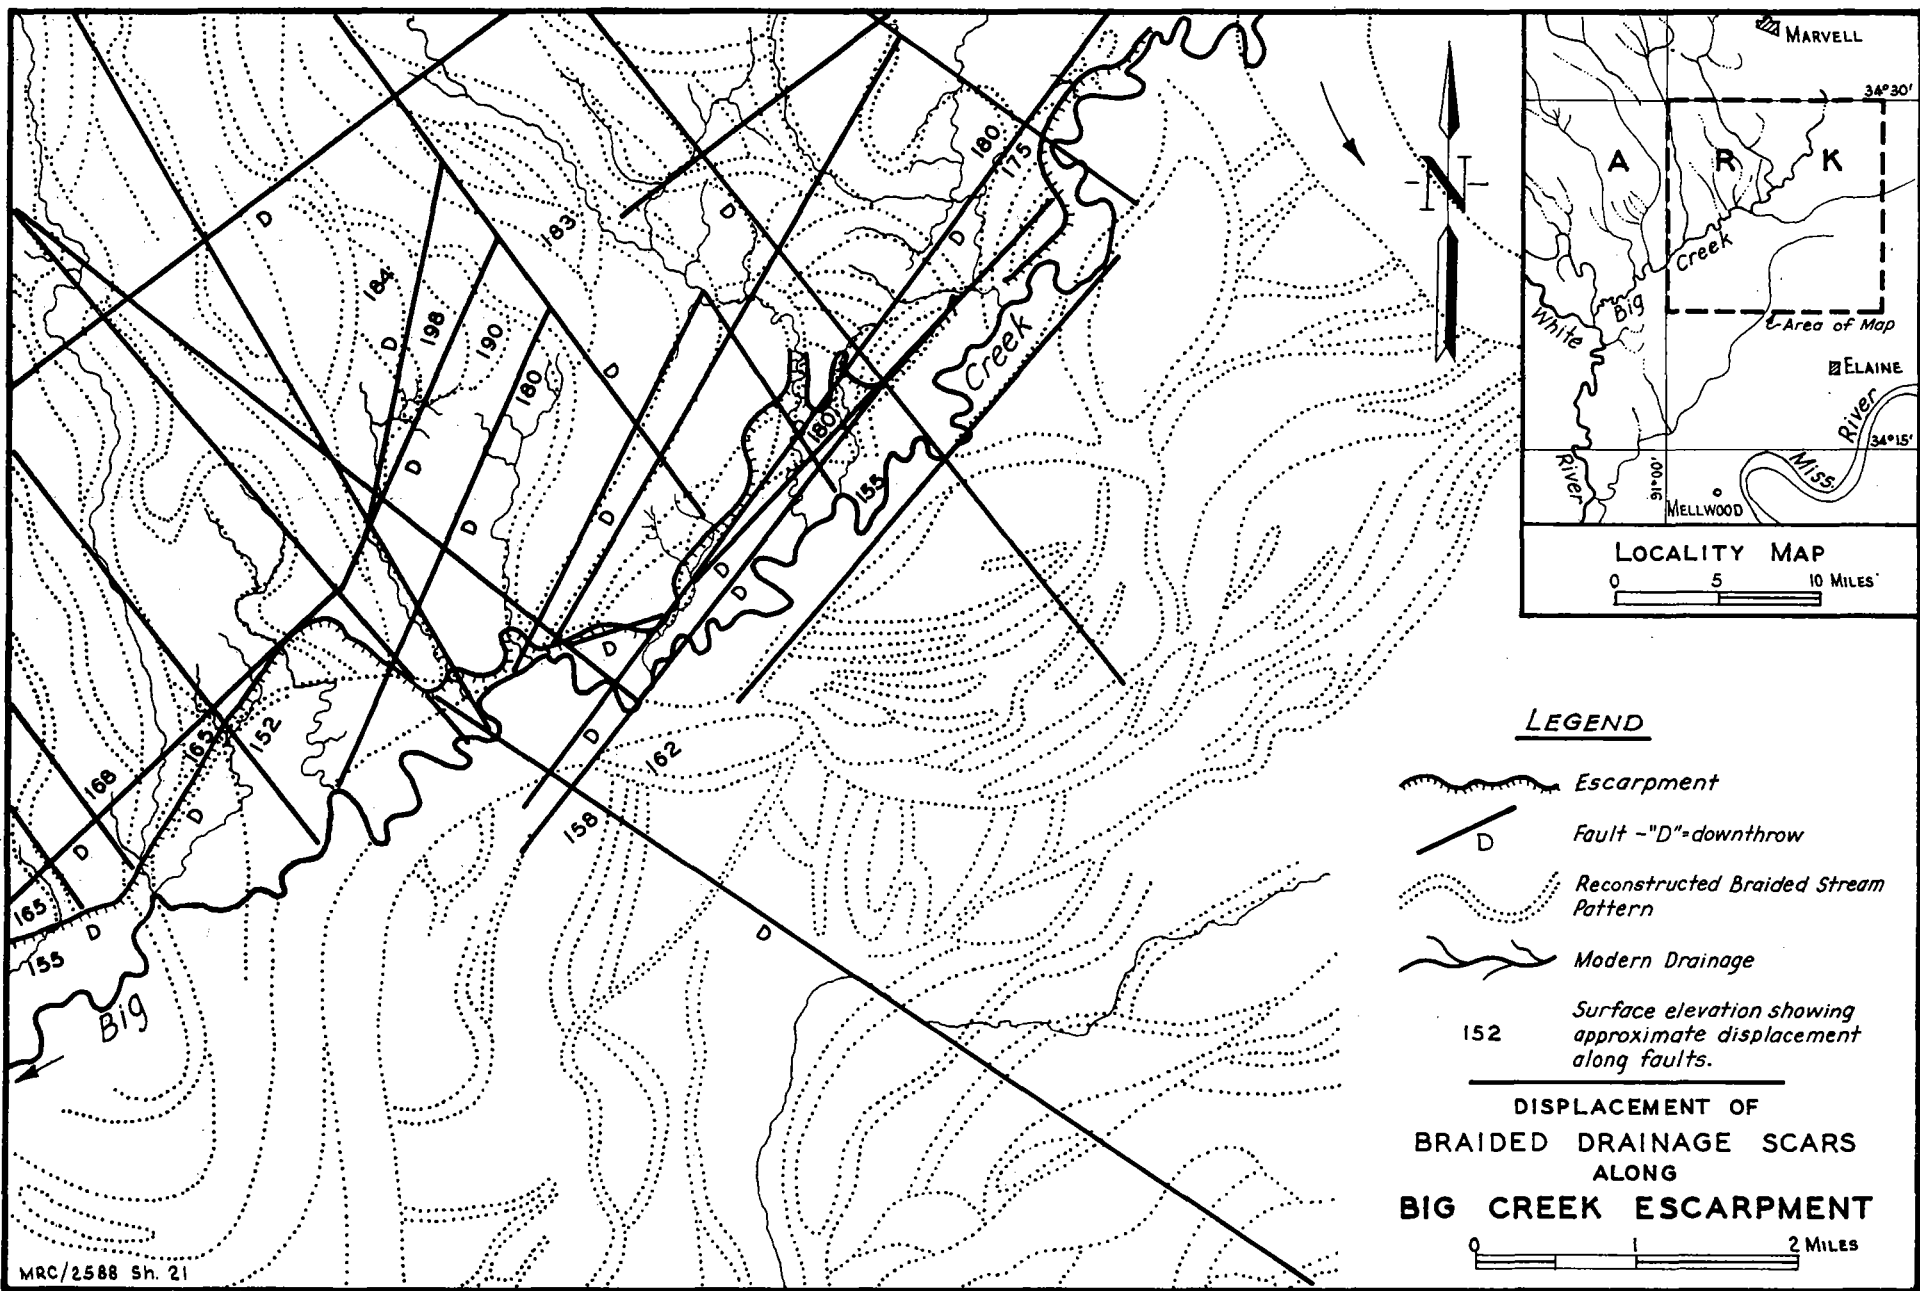 180
175
D
183
D
D
184
D
198
190
180
D
Creek
180
D
D
155
D
D
D
D
D
162
158
152
165
168
D
D
165
D
155
D
Big
MRC/2588 Sh. 21
N
MARVELL
34°30'
A R K
Creek
Big
White
Area of Map
ELAINE
River
34°15'
Miss.
River
91°00'
MELLWOOD
LOCALITY MAP
0 5 10 MILES
LEGEND
Escarpment
Fault -"D"=downthrow
D
Reconstructed Braided Stream
Pattern
Modern Drainage
Surface elevation showing
152 approximate displacement
along faults.
DISPLACEMENT OF
BRAIDED DRAINAGE SCARS
ALONG
BIG CREEK ESCARPMENT
0 1 2 MILES